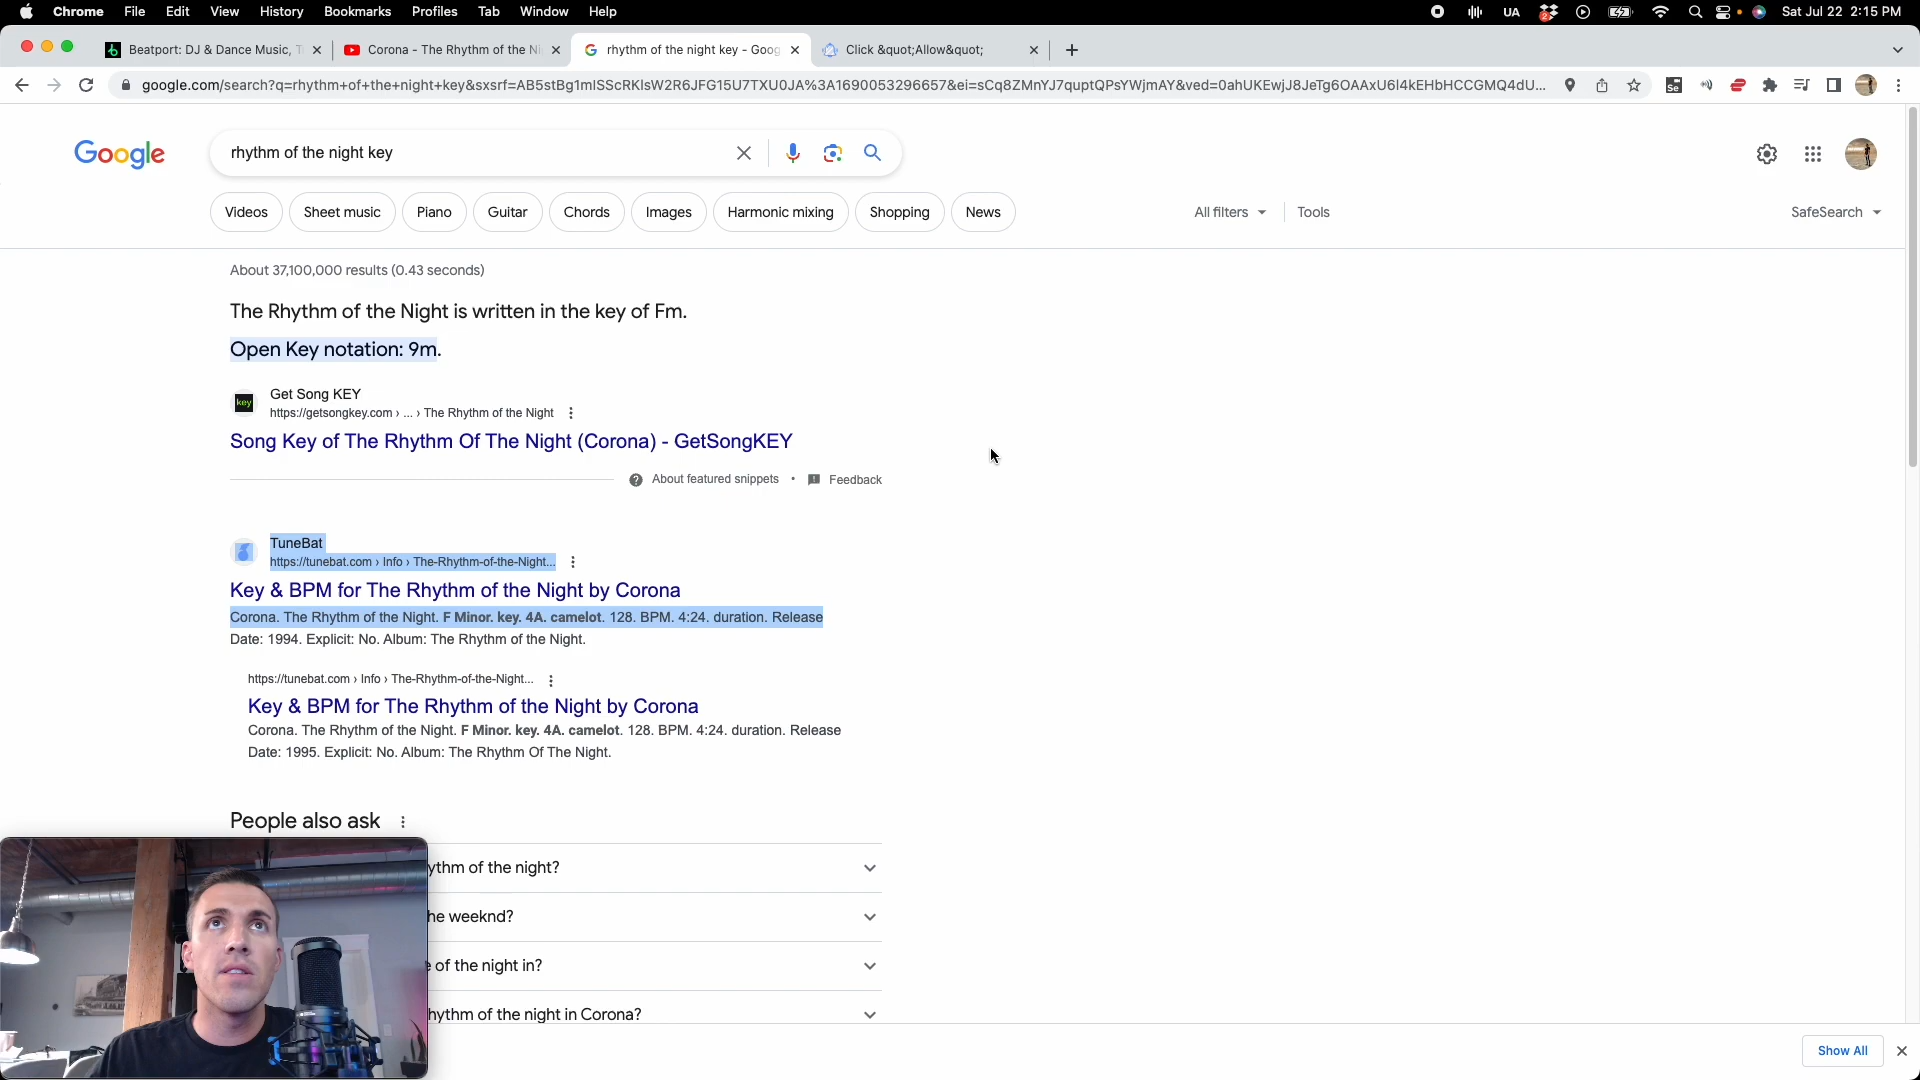 Chrome File Edit View History Bookmarks Profiles Tab Window Help
UA 2 Sat Jul 22 2:15 PM
Beatport: DJ & Dance Music, T
Corona - The Rhythm of the Ni
rhythm of the night key - Goog
Click &quot;Allow&quot;
google.com/search?q=rhythm+of+the+night+key&sxsrf=AB5stBg1mISScRKIsW2R6JFG15U7TXU0JA%3A1690053296657&ei=sCq8ZMnYJ7quptQPsYWjmAY&ved=0ahUKEwjJ8JeTg6OAAxU6l4kEHbHCCGMQ4dU...
Google
rhythm of the night key
Videos Sheet music Piano Guitar Chords Images Harmonic mixing Shopping News All filters Tools SafeSearch
About 37,100,000 results (0.43 seconds)
The Rhythm of the Night is written in the key of Fm.
Open Key notation: 9m.
key
Get Song KEY
https://getsongkey.com › ... › The Rhythm of the Night
Song Key of The Rhythm Of The Night (Corona) - GetSongKEY
About featured snippets • Feedback
TuneBat
https://tunebat.com › Info › The-Rhythm-of-the-Night...
Key & BPM for The Rhythm of the Night by Corona
Corona. The Rhythm of the Night. F Minor. key. 4A. camelot. 128. BPM. 4:24. duration. Release
Date: 1994. Explicit: No. Album: The Rhythm of the Night.
https://tunebat.com › Info › The-Rhythm-of-the-Night...
Key & BPM for The Rhythm of the Night by Corona
Corona. The Rhythm of the Night. F Minor. key. 4A. camelot. 128. BPM. 4:24. duration. Release
Date: 1995. Explicit: No. Album: The Rhythm Of The Night.
People also ask
ythm of the night?
he weeknd?
e of the night in?
hythm of the night in Corona?
Show All